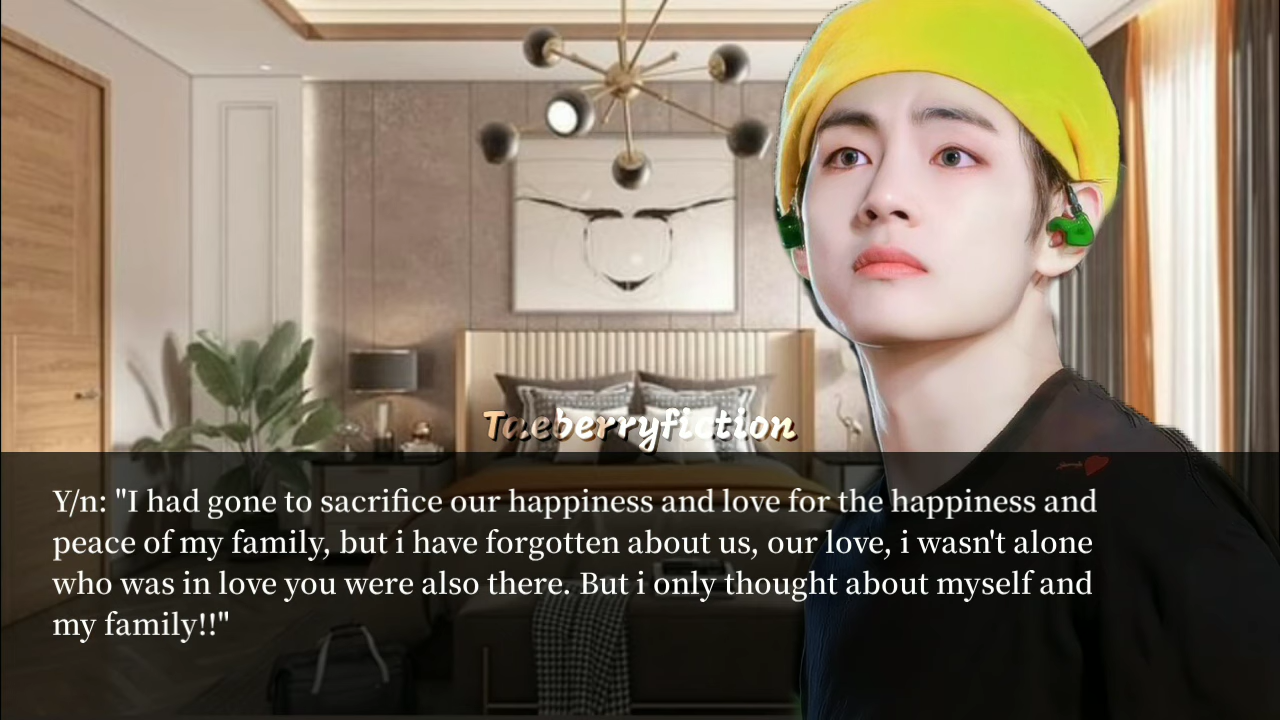 Taeberryfiction
Y/n: "I had gone to sacrifice our happiness and love for the happiness and
peace of my family, but i have forgotten about us, our love, i wasn't alone
who was in love you were also there. But i only thought about myself and
my family!!"